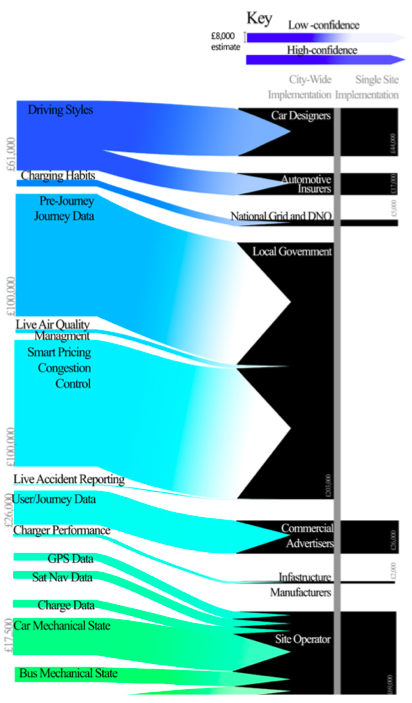 Key
Low -confidence
£8,000
estimate
High-confidence
City-Wide
Implementation
Single Site
Implementation
Driving Styles
Car Designers
£61,000
£44,000
Charging Habits
Automotive
Insurers
£17,000
Pre-Journey
Journey Data
National Grid and DNO
£5,000
Local Government
£100,000
Live Air Quality
Managment
Smart Pricing
Congestion
Control
£100,000
Live Accident Reporting
£203,000
User/Journey Data
£26,000
Commercial
Advertisers
£26,000
Charger Performance
GPS Data
Sat Nav Data
Infastructure
Manufacturers
£2,000
Charge Data
Car Mechanical State
£17,500
Site Operator
Bus Mechanical State